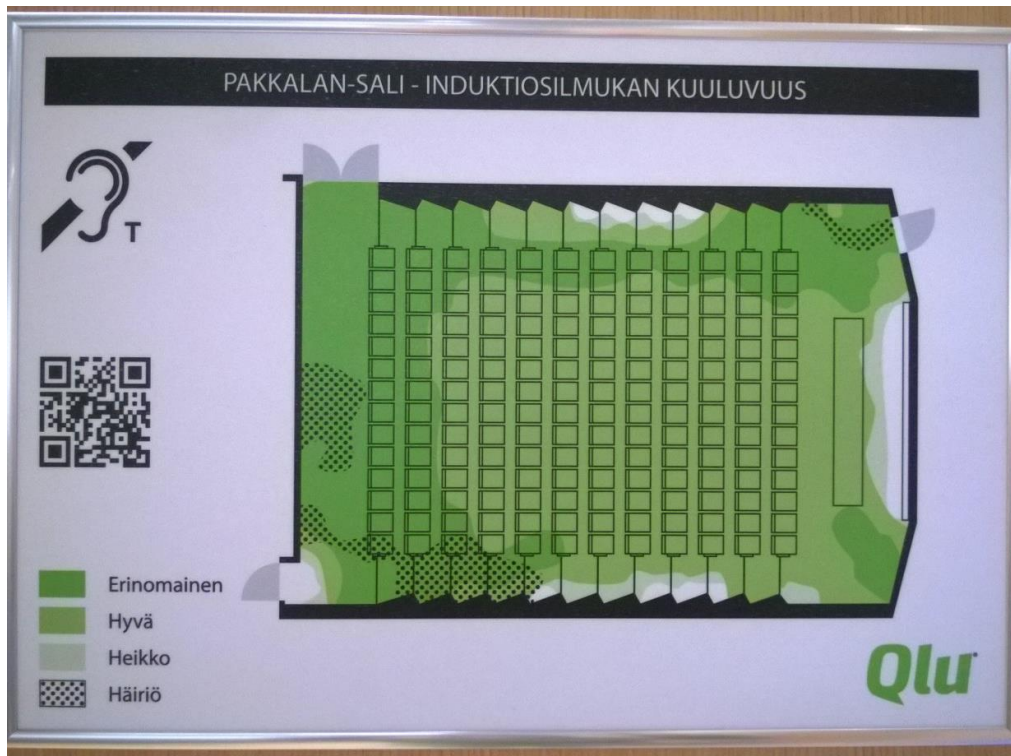 PAKKALAN-SALI - INDUKTIOSILMUKAN KUULUVUUS
T
Erinomainen
Hyvä
Heikko
Häiriö
Qlu